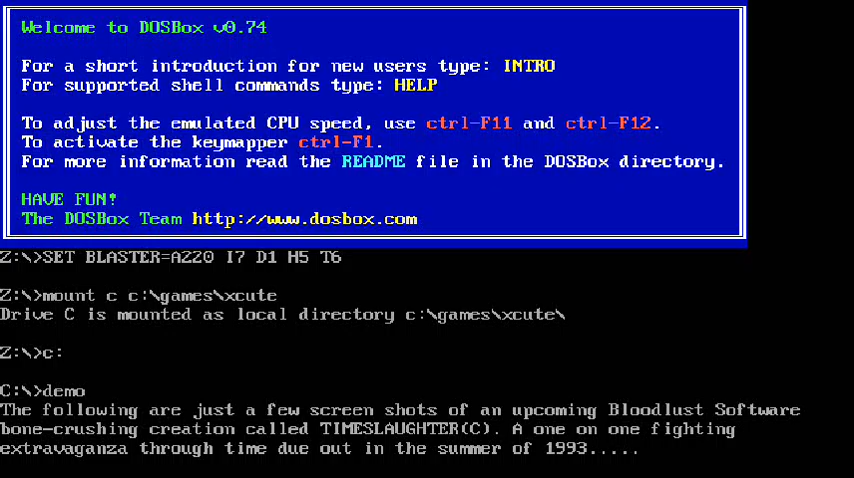 Welcome to DOSBox v0.74
For a short introduction for new users type: INTRO
For supported shell commands type: HELP
To adjust the emulated CPU speed, use ctrl-F11 and ctrl-F12.
To activate the keymapper ctrl-F1.
For more information read the README file in the DOSBox directory.
HAVE FUN!
The DOSBox Team http://www.dosbox.com
Z:\>SET BLASTER=A220 I7 D1 H5 T6
Z:\>mount c c:\games\xcute
Drive C is mounted as local directory c:\games\xcute\
Z:\>c:
C:\>demo
The following are just a few screen shots of an upcoming Bloodlust Software
bone-crushing creation called TIMESLAUGHTER(C). A one on one fighting
extravaganza through time due out in the summer of 1993.....